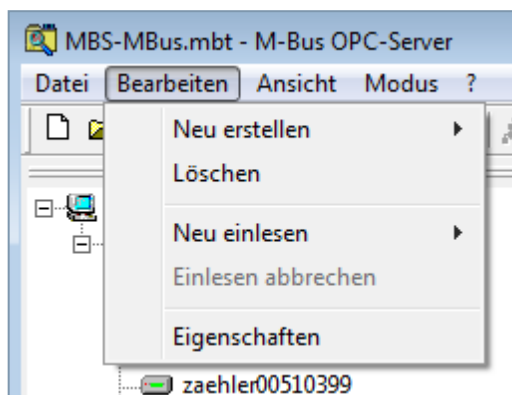 MBS-MBus.mbt - M-Bus OPC-Server
Datei Bearbeiten Ansicht Modus ?
Neu erstellen
Löschen
Neu einlesen
Einlesen abbrechen
Eigenschaften
zaehler00510399